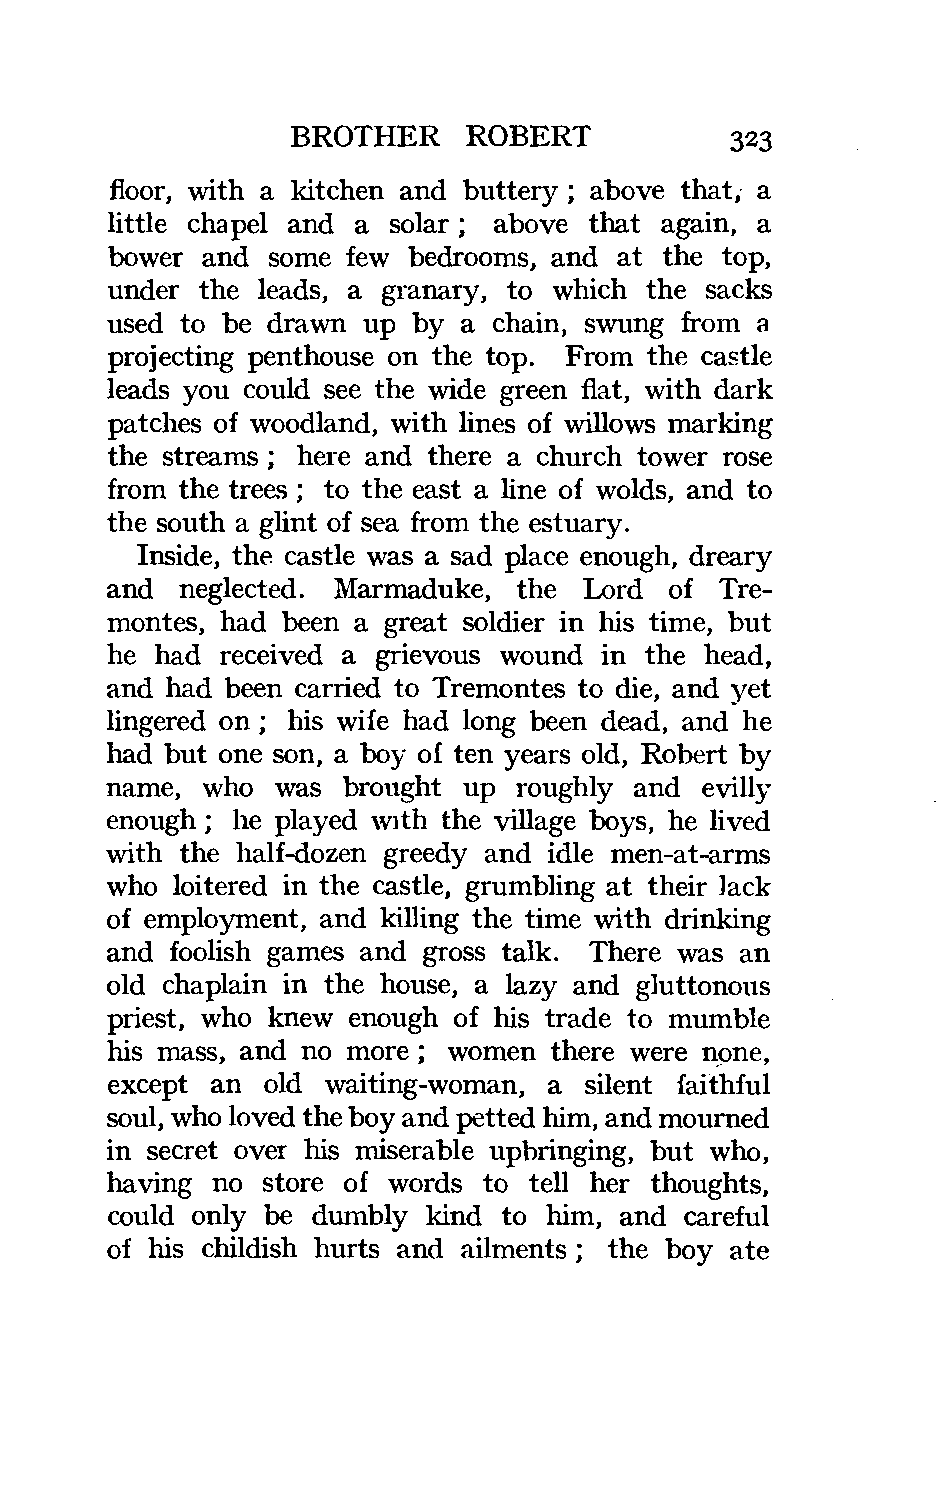 BROTHER ROBERT 323
floor, with a kitchen and buttery ; above that, a
little chapel and a solar ; above that again, a
bower and some few bedrooms, and at the top,
under the leads, a granary, to which the sacks
used to be drawn up by a chain, swung from a
projecting penthouse on the top. From the castle
leads you could see the wide green flat, with dark
patches of woodland, with lines of willows marking
the streams ; here and there a church tower rose
from the trees ; to the east a line of wolds, and to
the south a glint of sea from the estuary.
Inside, the castle was a sad place enough, dreary
and neglected. Marmaduke, the Lord of Tre-
montes, had been a great soldier in his time, but
he had received a grievous wound in the head,
and had been carried to Tremontes to die, and yet
lingered on ; his wife had long been dead, and he
had but one son, a boy of ten years old, Robert by
name, who was brought up roughly and evilly
enough ; he played with the village boys, he lived
with the half-dozen greedy and idle men-at-arms
who loitered in the castle, grumbling at their lack
of employment, and killing the time with drinking
and foolish games and gross talk. There was an
old chaplain in the house, a lazy and gluttonous
priest, who knew enough of his trade to mumble
his mass, and no more ; women there were none,
except an old waiting-woman, a silent faithful
soul, who loved the boy and petted him, and mourned
in secret over his miserable upbringing, but who,
having no store of words to tell her thoughts,
could only be dumbly kind to him, and careful
of his childish hurts and ailments ; the boy ate